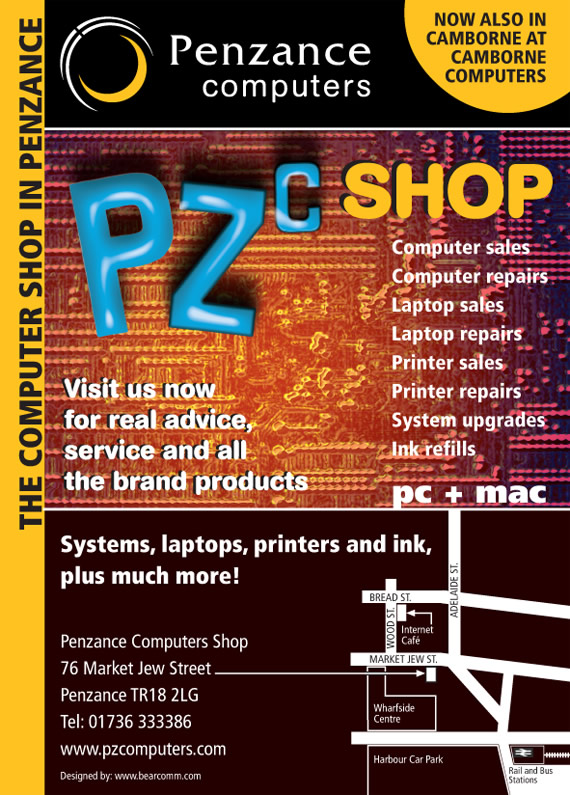 THE COMPUTER SHOP IN PENZANCE
Penzance
computers
NOW ALSO IN
CAMBORNE AT
CAMBORNE
COMPUTERS
PZC SHOP
Computer sales
Computer repairs
Laptop sales
Laptop repairs
Printer sales
Printer repairs
System upgrades
Ink refills
pc + mac
Visit us now
for real advice,
service and all
the brand products
Systems, laptops, printers and ink,
plus much more!
Penzance Computers Shop
76 Market Jew Street
Penzance TR18 2LG
Tel: 01736 333386
www.pzcomputers.com
Designed by: www.bearcomm.com
ADELAIDE ST.
BREAD ST.
WOOD ST.
Internet
Café
MARKET JEW ST.
Wharfside
Centre
Harbour Car Park
Rail and Bus
Stations